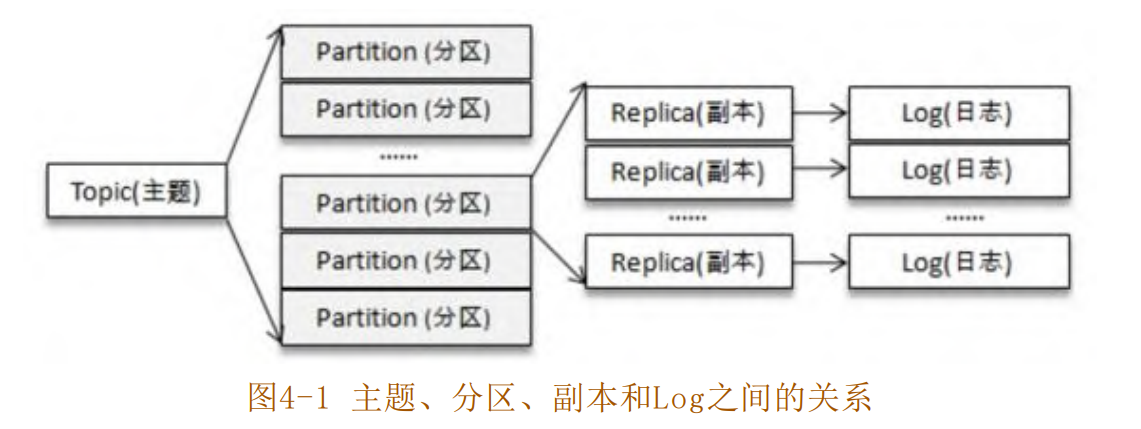 Topic(主题)
Partition (分区)
Partition (分区)
......
Partition (分区)
Partition (分区)
Partition (分区)
Replica(副本)
Replica(副本)
......
Replica(副本)
Log(日志)
Log(日志)
......
Log(日志)
图4-1 主题、分区、副本和Log之间的关系